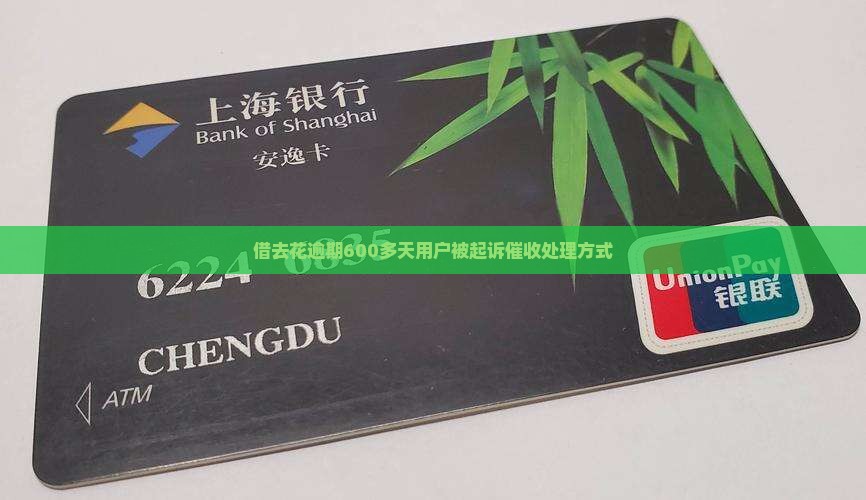 上海银行
Bank of Shanghai
安逸卡
借去花逾期600多天用户被起诉催收处理方式
6224 0835
UnionPay
银联
CHENGDU
ATM